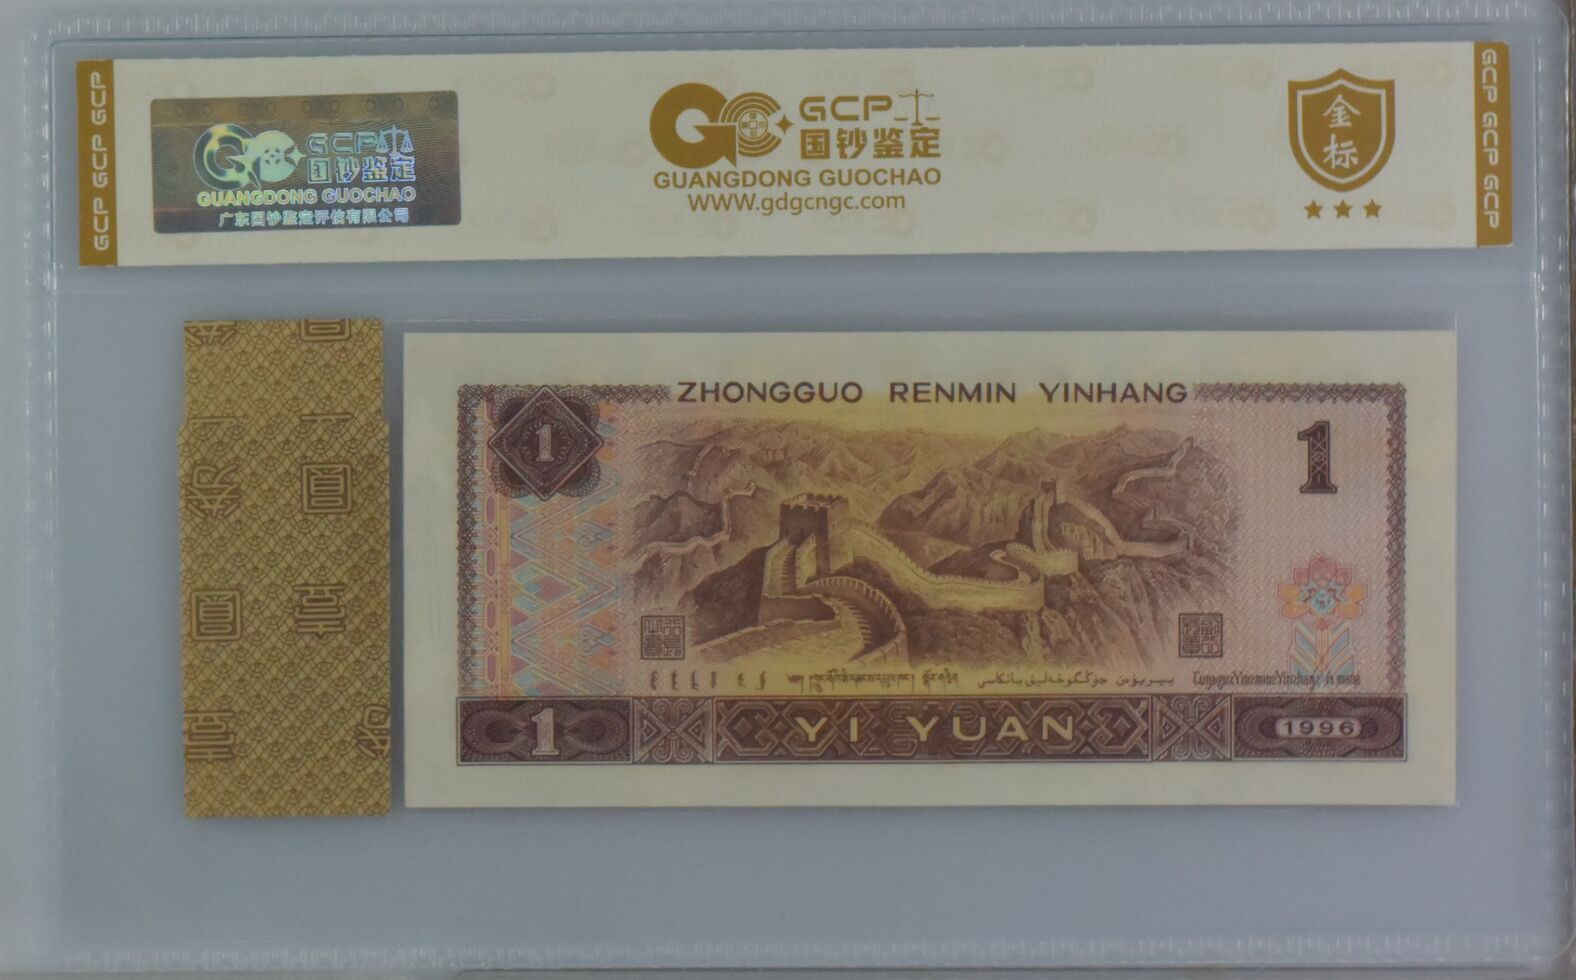 GCP GCP GCP
GCP 国钞鉴定
GUANGDONG GUOCHAO
广东国钞鉴定评估有限公司
GCP
国钞鉴定
GUANGDONG GUOCHAO
WWW.gdgcngc.com
金标
GCP GCP GCP
ZHONGGUO RENMIN YINHANG
1
1
1
YI YUAN
1996